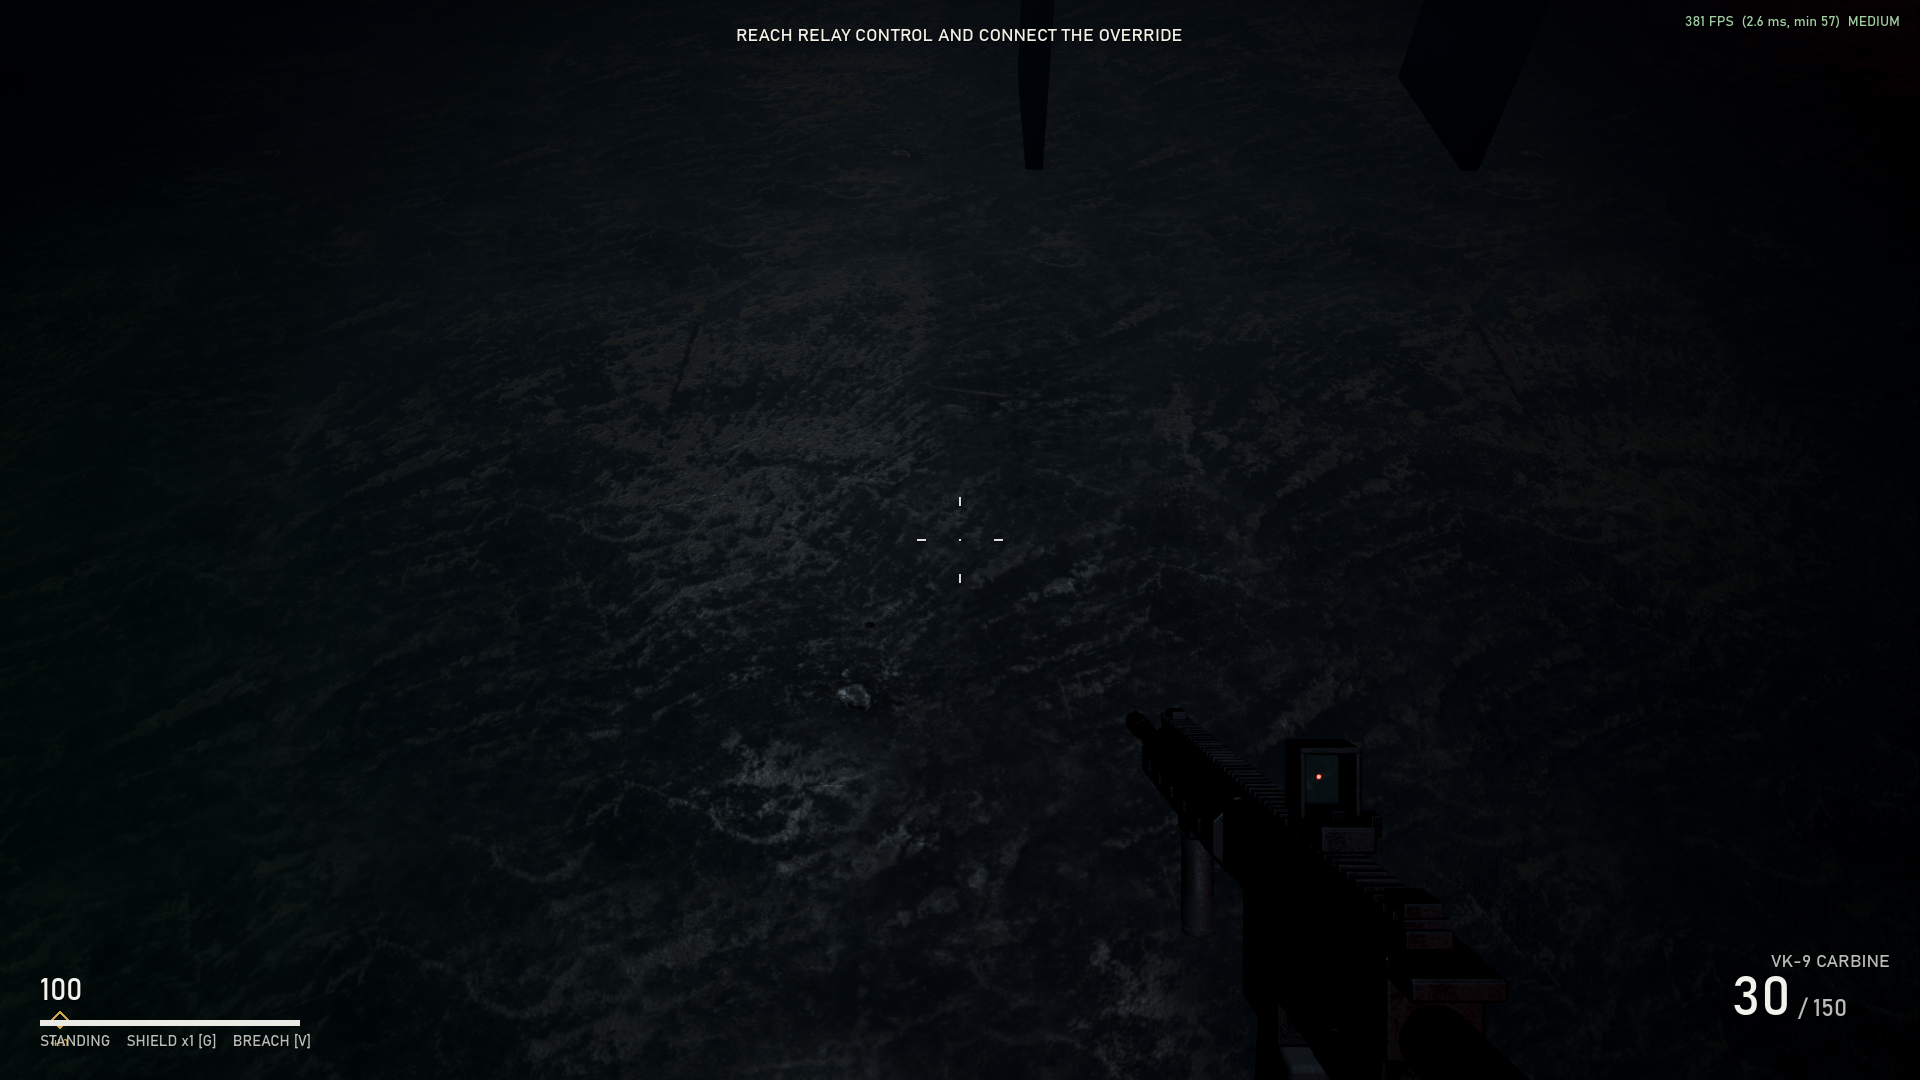 REACH RELAY CONTROL AND CONNECT THE OVERRIDE
381 FPS (2.6 ms, min 57) MEDIUM
100
STANDING SHIELD x1 [G] BREACH [V]
VK-9 CARBINE
30 / 150